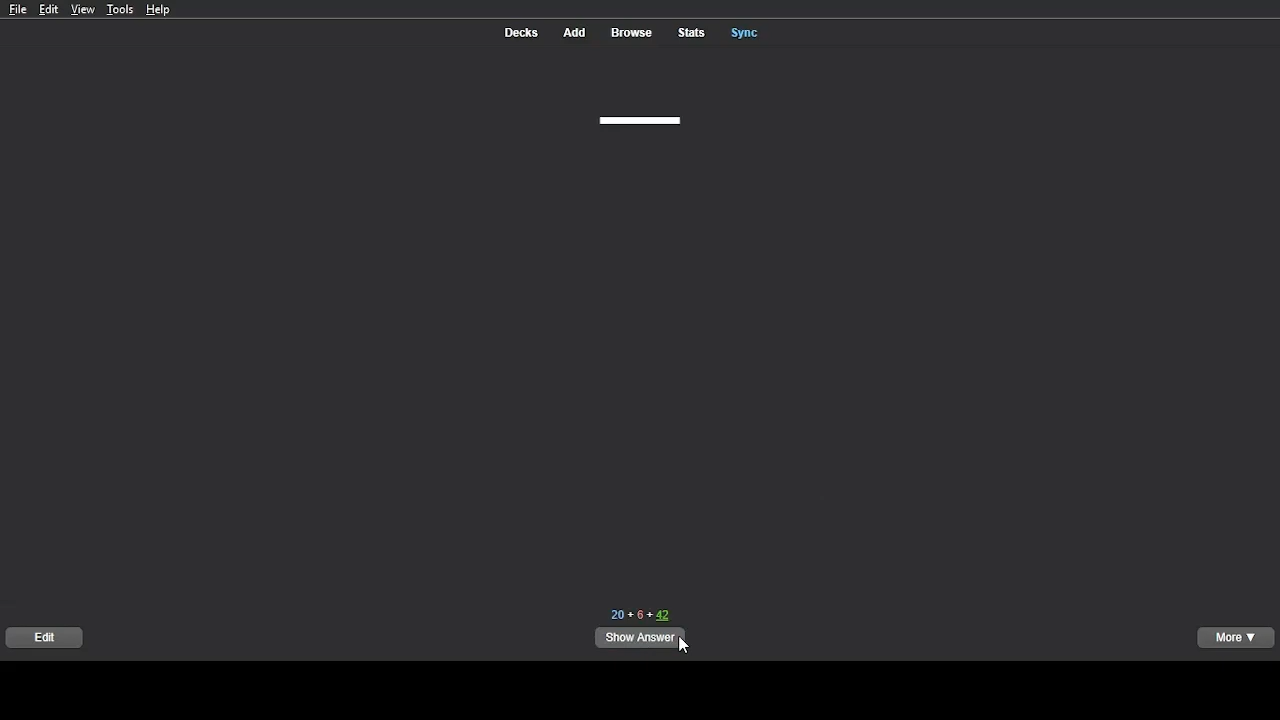 File Edit View Tools Help
Decks Add Browse Stats Sync
20 + 6 + 42
Edit Show Answer More ▼